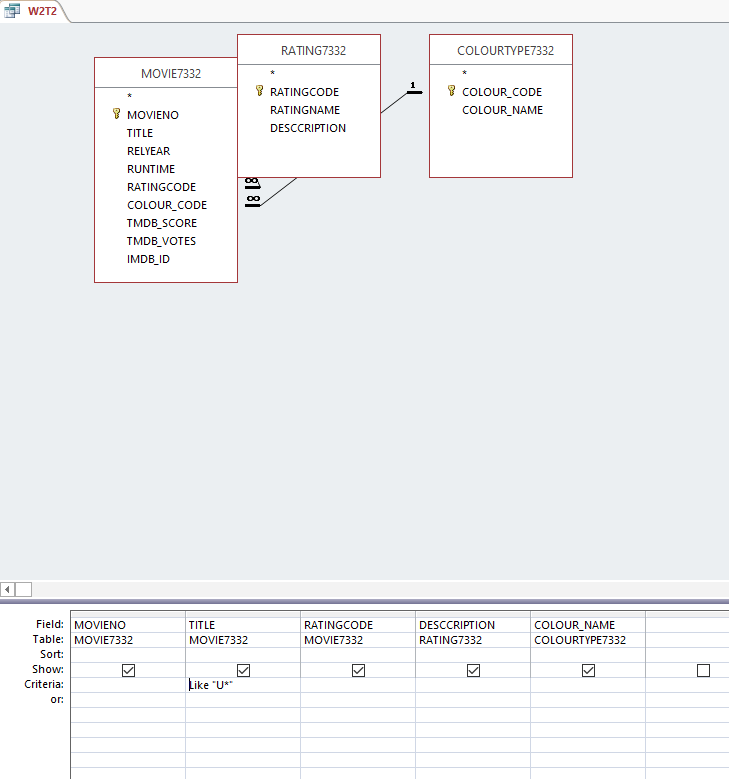 W2T2
MOVIE7332
*
MOVIENO
TITLE
RELYEAR
RUNTIME
RATINGCODE
COLOUR_CODE
TMDB_SCORE
TMDB_VOTES
IMDB_ID
RATING7332
*
RATINGCODE
RATINGNAME
DESCCRIPTION
COLOURTYPE7332
*
COLOUR_CODE
COLOUR_NAME
1
∞
∞
Field: MOVIENO TITLE RATINGCODE DESCCRIPTION COLOUR_NAME
Table: MOVIE7332 MOVIE7332 MOVIE7332 RATING7332 COLOURTYPE7332
Sort:
Show:
Criteria: Like "U*"
or: